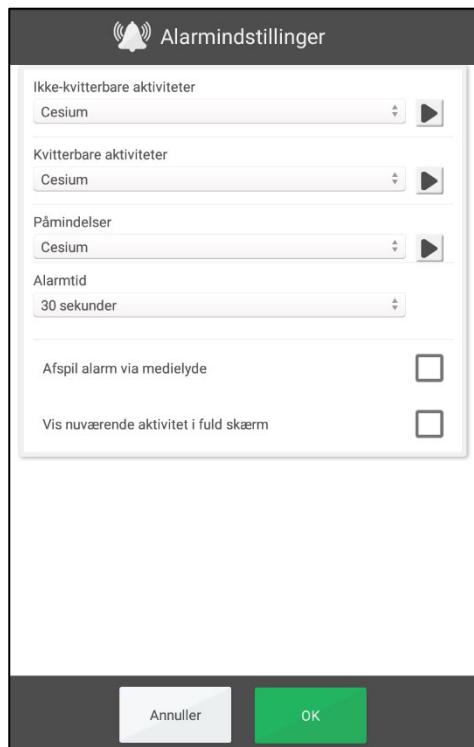 Alarmindstillinger
Ikke-kvitterbare aktiviteter
Cesium
Kvitterbare aktiviteter
Cesium
Påmindelser
Cesium
Alarmtid
30 sekunder
Afspil alarm via medielyde
Vis nuværende aktivitet i fuld skærm
Annuller
OK